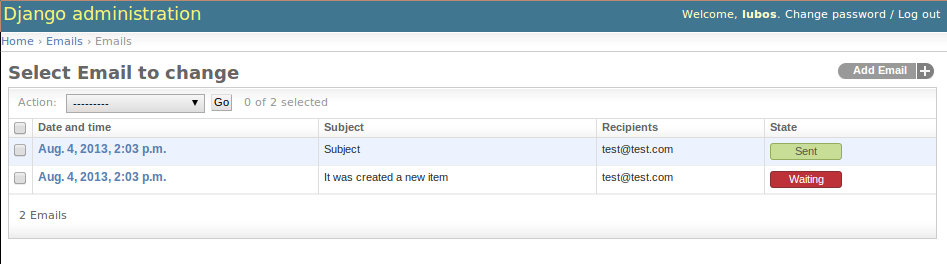 Django administration
Welcome, lubos. Change password / Log out
Home › Emails › Emails
Select Email to change
Add Email +
Action: --------- Go 0 of 2 selected
Date and time Subject Recipients State
Aug. 4, 2013, 2:03 p.m. Subject test@test.com Sent
Aug. 4, 2013, 2:03 p.m. It was created a new item test@test.com Waiting
2 Emails